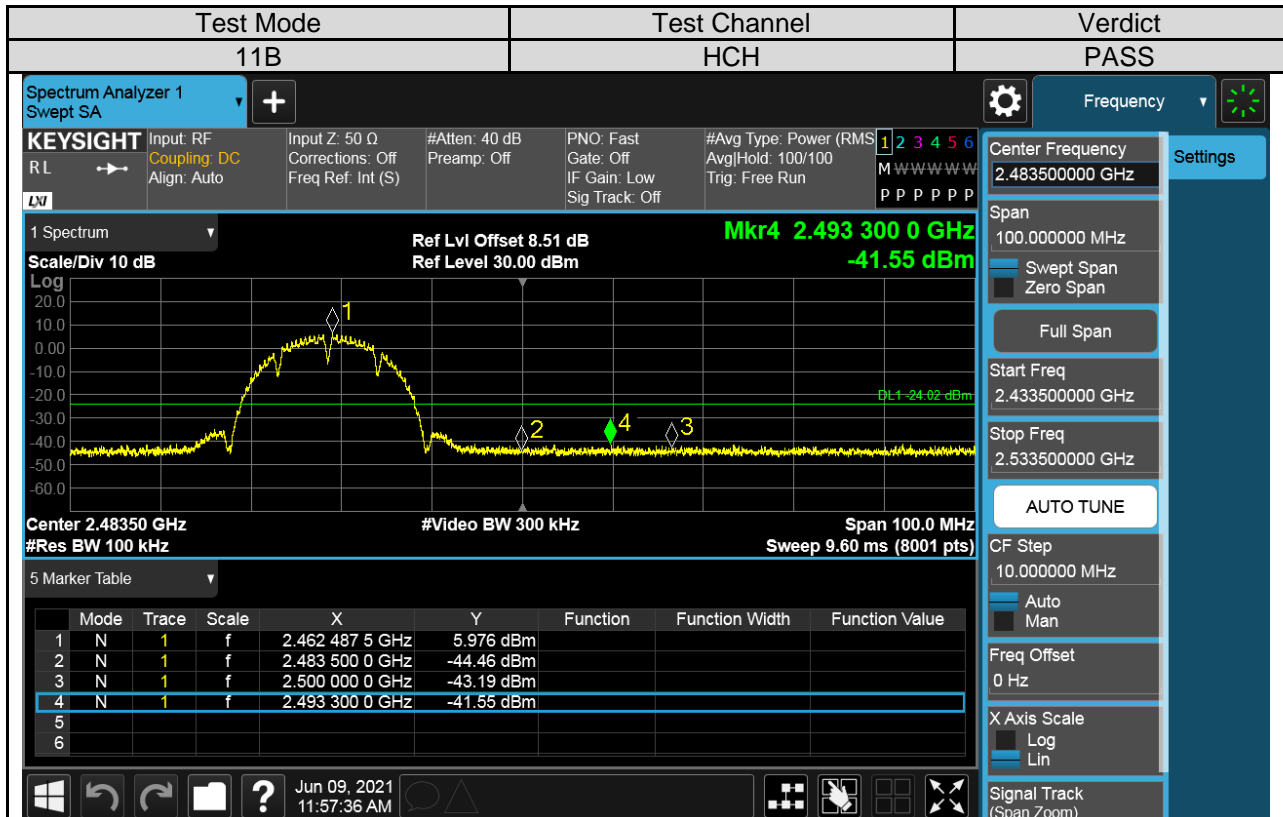 Test Mode Test Channel Verdict
11B HCH PASS
Spectrum Analyzer 1
Swept SA
+
Frequency
KEYSIGHT
RL
LXI
Input: RF
Coupling: DC
Align: Auto
Input Z: 50 Ω
Corrections: Off
Freq Ref: Int (S)
#Atten: 40 dB
Preamp: Off
PNO: Fast
Gate: Off
IF Gain: Low
Sig Track: Off
#Avg Type: Power (RMS
Avg|Hold: 100/100
Trig: Free Run
1 2 3 4 5 6
M W W W W W
P P P P P P
1 Spectrum
Scale/Div 10 dB
Ref Lvl Offset 8.51 dB
Ref Level 30.00 dBm
Mkr4 2.493 300 0 GHz
-41.55 dBm
Log
20.0
10.0
0.00
-10.0
-20.0
-30.0
-40.0
-50.0
-60.0
1
2
4
3
DL1 -24.02 dBm
Center 2.48350 GHz
#Res BW 100 kHz
#Video BW 300 kHz
Span 100.0 MHz
Sweep 9.60 ms (8001 pts)
5 Marker Table
Mode Trace Scale X Y Function Function Width Function Value
1 N 1 f 2.462 487 5 GHz 5.976 dBm
2 N 1 f 2.483 500 0 GHz -44.46 dBm
3 N 1 f 2.500 000 0 GHz -43.19 dBm
4 N 1 f 2.493 300 0 GHz -41.55 dBm
5
6
?
Jun 09, 2021
11:57:36 AM
Center Frequency
2.483500000 GHz
Settings
Span
100.000000 MHz
Swept Span
Zero Span
Full Span
Start Freq
2.433500000 GHz
Stop Freq
2.533500000 GHz
AUTO TUNE
CF Step
10.000000 MHz
Auto
Man
Freq Offset
0 Hz
X Axis Scale
Log
Lin
Signal Track
(Span Zoom)